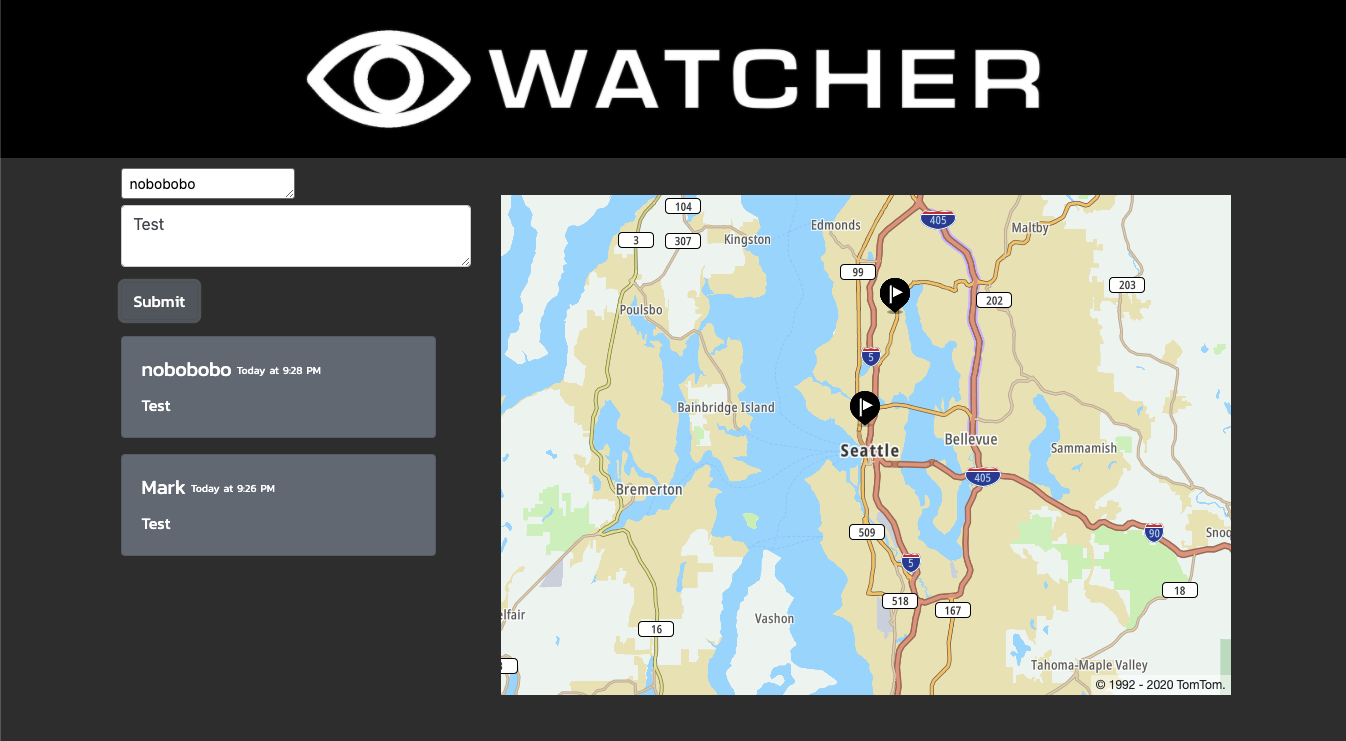 WATCHER
nobobobo
Test
Submit
nobobobo Today at 9:28 PM
Test
Mark Today at 9:26 PM
Test
104
405
Edmonds
Maltby
3
307
Kingston
99
203
202
Poulsbo
5
Bainbridge Island
Seattle
Bellevue
Sammamish
405
Bremerton
509
90
Snoo
5
18
518
167
elfair
Vashon
16
Tahoma-Maple Valley
© 1992 - 2020 TomTom.